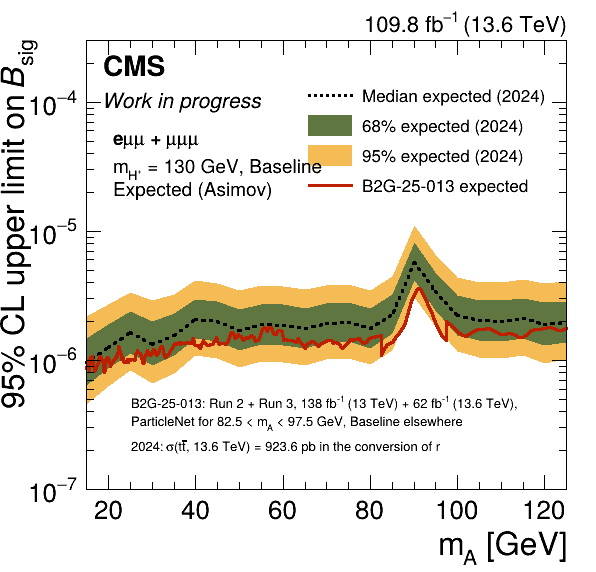 109.8 fb⁻¹ (13.6 TeV)
95% CL upper limit on B_sig
CMS
Work in progress
eμμ + μμμ
m_H⁺ = 130 GeV, Baseline
Expected (Asimov)
Median expected (2024)
68% expected (2024)
95% expected (2024)
B2G-25-013 expected
10⁻⁴
10⁻⁵
10⁻⁶
10⁻⁷
B2G-25-013: Run 2 + Run 3, 138 fb⁻¹ (13 TeV) + 62 fb⁻¹ (13.6 TeV),
ParticleNet for 82.5 < m_A < 97.5 GeV, Baseline elsewhere
2024: σ(tt̅, 13.6 TeV) = 923.6 pb in the conversion of r
20 40 60 80 100 120
m_A [GeV]